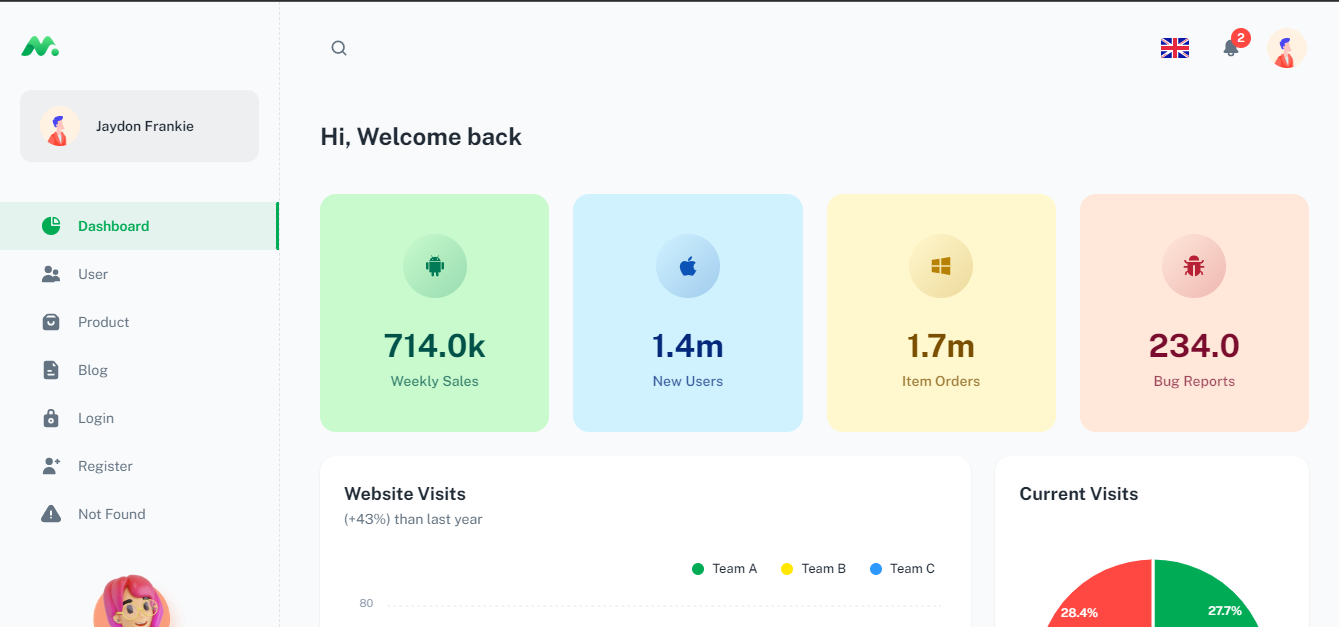 2
Jaydon Frankie
Hi, Welcome back
Dashboard
User
Product
Blog
Login
Register
Not Found
714.0k
Weekly Sales
1.4m
New Users
1.7m
Item Orders
234.0
Bug Reports
Website Visits
(+43%) than last year
Team A
Team B
Team C
80
Current Visits
28.4%
27.7%